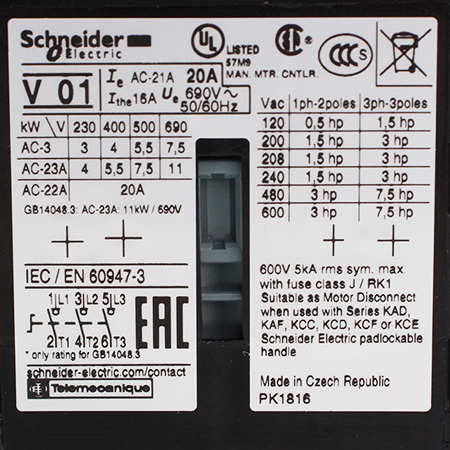 Schneider Electric
V 01
Ie AC-21A 20A
Ithe16A Ue 690V~ 50/60Hz
kW / V 230 400 500 690
AC-3 3 4 5,5 7,5
AC-23A 4 5,5 7,5 11
AC-22A 20A
GB14048.3: AC-23A: 11kW / 690V
IEC / EN 60947-3
1 L1 3 L2 5 L3
2 T1 4 T2 6 T3
EAC
* only rating for GB14048.3
schneider-electric.com/contact
Telemecanique
UL LISTED
57M9
MAN. MTR. CNTLR.
CCC S
Vac 1ph-2poles 3ph-3poles
120 0,5 hp 1,5 hp
200 1,5 hp 3 hp
208 1,5 hp 3 hp
240 1,5 hp 3 hp
480 3 hp 7,5 hp
600 3 hp 7,5 hp
600V 5kA rms sym. max.
with fuse class J / RK1
Suitable as Motor Disconnect
when used with Series KAD,
KAF, KCC, KCD, KCF or KCE
Schneider Electric padlockable
handle
Made in Czech Republic
PK1816